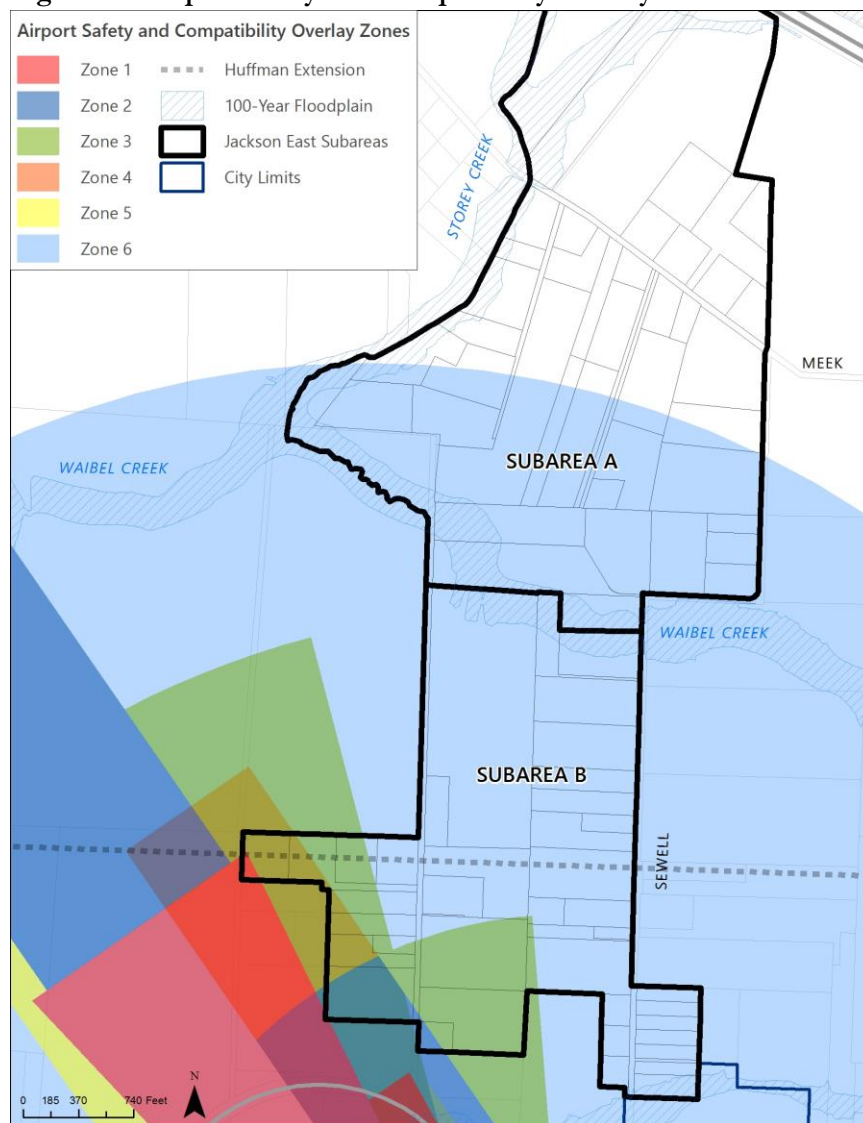 Airport Safety and Compatibility Overlay Zones
Zone 1
Zone 2
Zone 3
Zone 4
Zone 5
Zone 6
Huffman Extension
100-Year Floodplain
Jackson East Subareas
City Limits
STOREY CREEK
MEEK
WAIBEL CREEK
SUBAREA A
WAIBEL CREEK
SUBAREA B
SEWELL
N
0 185 370 740 Feet